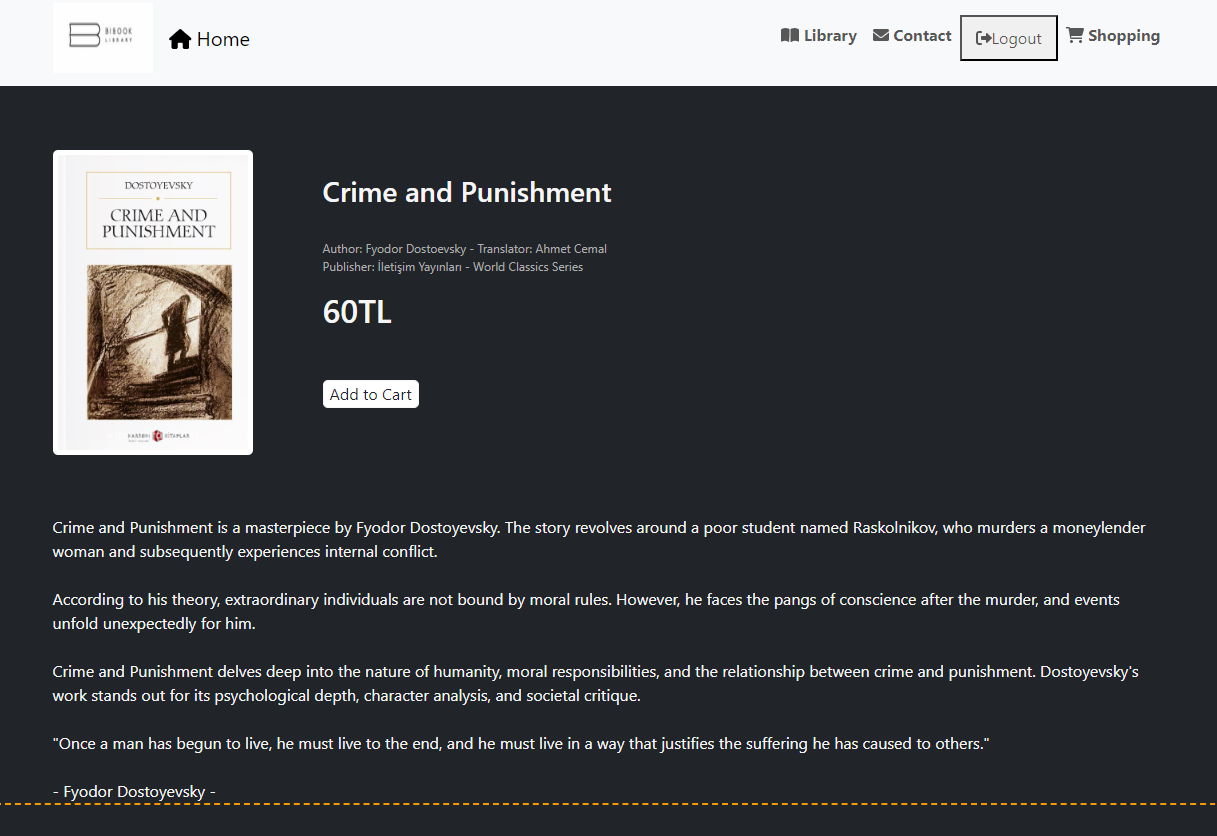 BIBOOK
LIBRARY
Home
Library
Contact
Logout
Shopping
DOSTOYEVSKY
CRIME AND
PUNISHMENT
KARBON KİTAPLAR
Crime and Punishment
Author: Fyodor Dostoevsky - Translator: Ahmet Cemal
Publisher: İletişim Yayınları - World Classics Series
60TL
Add to Cart
Crime and Punishment is a masterpiece by Fyodor Dostoyevsky. The story revolves around a poor student named Raskolnikov, who murders a moneylender
woman and subsequently experiences internal conflict.
According to his theory, extraordinary individuals are not bound by moral rules. However, he faces the pangs of conscience after the murder, and events
unfold unexpectedly for him.
Crime and Punishment delves deep into the nature of humanity, moral responsibilities, and the relationship between crime and punishment. Dostoyevsky's
work stands out for its psychological depth, character analysis, and societal critique.
"Once a man has begun to live, he must live to the end, and he must live in a way that justifies the suffering he has caused to others."
- Fyodor Dostoyevsky -